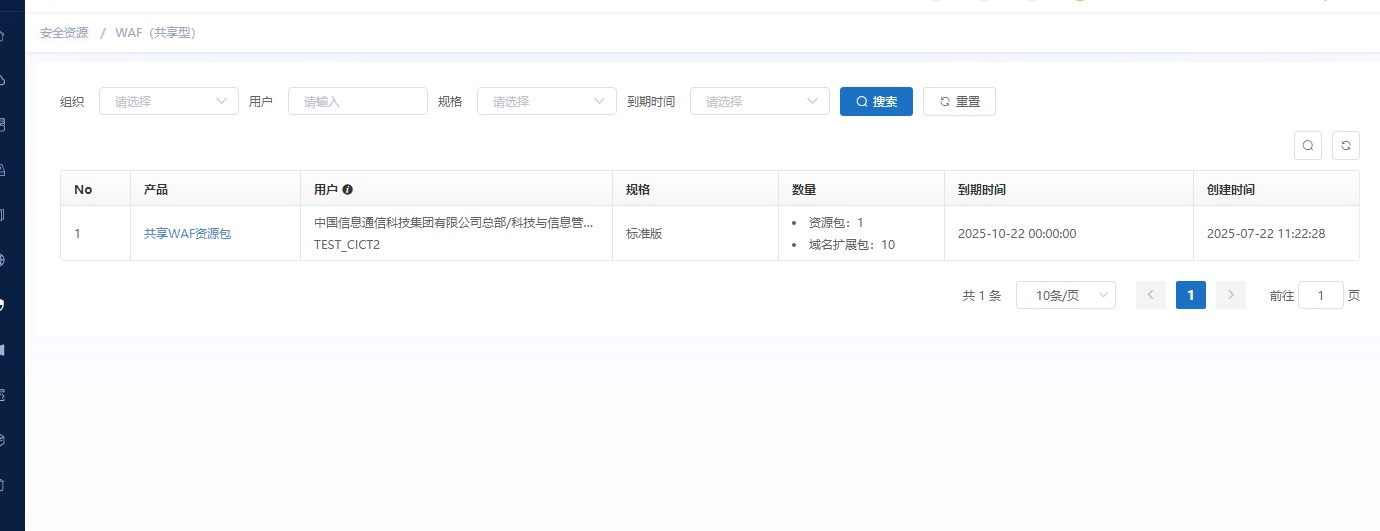 安全资源 / WAF（共享型）
组织 请选择 用户 请输入 规格 请选择 到期时间 请选择 搜索 重置
No 产品 用户 规格 数量 到期时间 创建时间
1 共享WAF资源包 中国信息通信科技集团有限公司总部/科技与信息管... 标准版 • 资源包：1 2025-10-22 00:00:00 2025-07-22 11:22:28
TEST_CICT2 • 域名扩展包：10
共 1 条 10条/页 1 前往 1 页